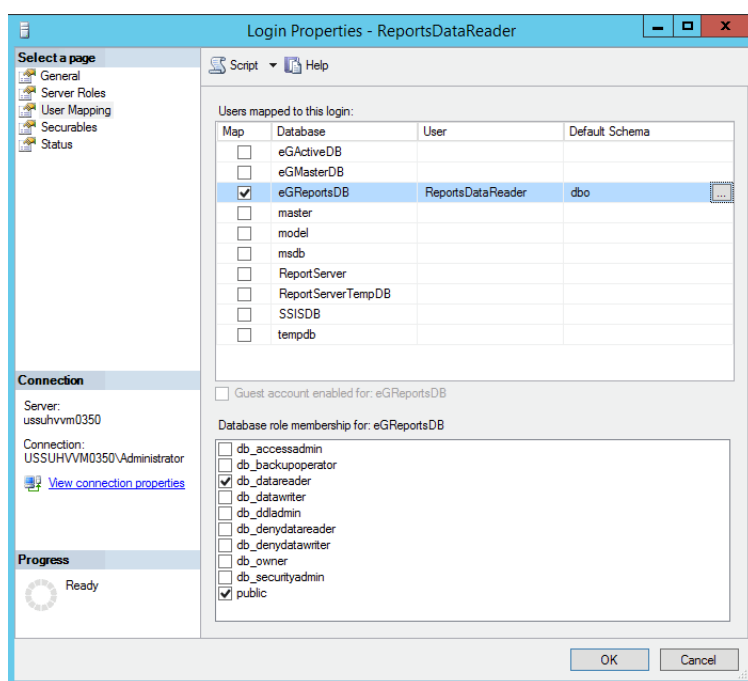 Login Properties - ReportsDataReader
Select a page
General
Server Roles
User Mapping
Securables
Status
Script Help
Users mapped to this login:
Map Database User Default Schema
eGActiveDB
eGMasterDB
eGReportsDB ReportsDataReader dbo ...
master
model
msdb
ReportServer
ReportServerTempDB
SSISDB
tempdb
Guest account enabled for: eGReportsDB
Database role membership for: eGReportsDB
db_accessadmin
db_backupoperator
db_datareader
db_datawriter
db_ddladmin
db_denydatareader
db_denydatawriter
db_owner
db_securityadmin
public
Connection
Server:
ussuhvvm0350
Connection:
USSUHVVM0350\Administrator
View connection properties
Progress
Ready
OK Cancel